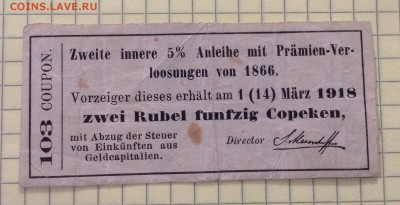 COINS.LAVE.RU
103 COUPON.
Zweite innere 5% Anleihe mit Prämien-Ver-
loosungen von 1866.
Vorzeiger dieses erhält am 1 (14) März 1918
zwei Rubel funfzig Copeken,
mit Abzug der Steuer
von Einkünften aus
Geldcapitalien.
Director